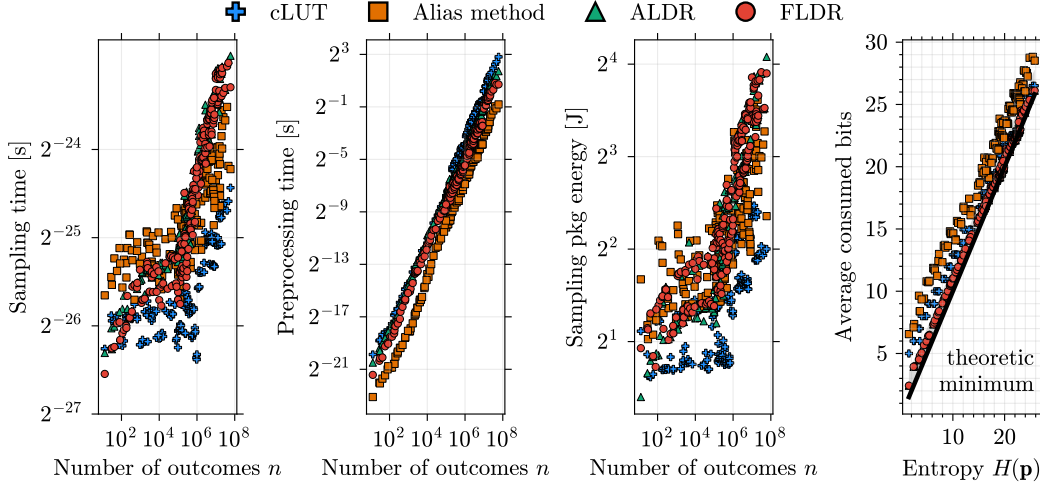 cLUT Alias method ALDR FLDR
Sampling time [s]
2^-24
2^-25
2^-26
2^-27
10^2 10^4 10^6 10^8
Number of outcomes n
Preprocessing time [s]
2^3
2^-1
2^-5
2^-9
2^-13
2^-17
2^-21
10^2 10^4 10^6 10^8
Number of outcomes n
Sampling pkg energy [J]
2^4
2^3
2^2
2^1
10^2 10^4 10^6 10^8
Number of outcomes n
Average consumed bits
30
25
20
15
10
5
theoretic
minimum
10 20
Entropy H(p)